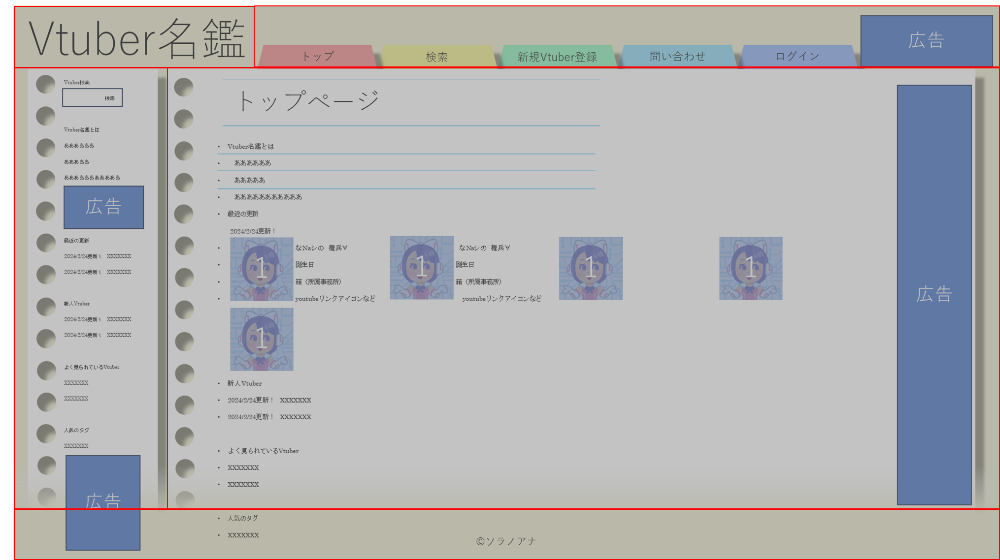 Vtuber名鑑
トップ
検索
新規Vtuber登録
問い合わせ
ログイン
広告
Vtuber検索
検索
Vtuber名鑑とは
ああああああ
あああああ
あああああああああああ
広告
最近の更新
2024/2/24更新！ XXXXXXX
2024/2/24更新！ XXXXXXX
新人Vtuber
2024/2/24更新！ XXXXXXX
2024/2/24更新！ XXXXXXX
よく見られているVtuber
XXXXXXX
XXXXXXX
人気のタグ
XXXXXXX
広告
トップページ
• Vtuber名鑑とは
• ああああああ
• あああああ
• あああああああああああ
• 最近の更新
2024/2/24更新！
• 1 なNaシの 権兵∀
• 誕生日
• 箱（所属事務所）
• youtubeリンクアイコンなど
1 なNaシの 権兵∀
誕生日
箱（所属事務所）
youtubeリンクアイコンなど
1
1
1
• 新人Vtuber
• 2024/2/24更新！ XXXXXXX
• 2024/2/24更新！ XXXXXXX
• よく見られているVtuber
• XXXXXXX
• XXXXXXX
• 人気のタグ
• XXXXXXX
広告
©ソラノアナ